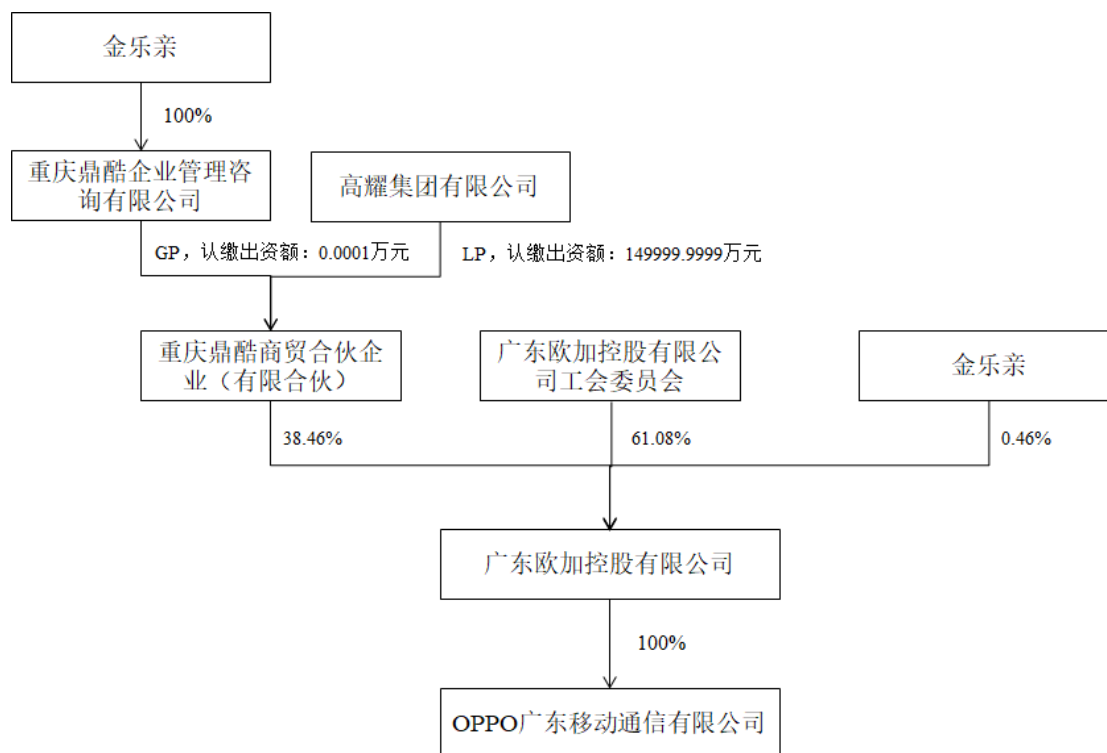 金乐亲
100%
重庆鼎酷企业管理咨
询有限公司
高耀集团有限公司
GP，认缴出资额：0.0001万元
LP，认缴出资额：149999.9999万元
重庆鼎酷商贸合伙企
业（有限合伙）
广东欧加控股有限公
司工会委员会
金乐亲
38.46%
61.08%
0.46%
广东欧加控股有限公司
100%
OPPO广东移动通信有限公司